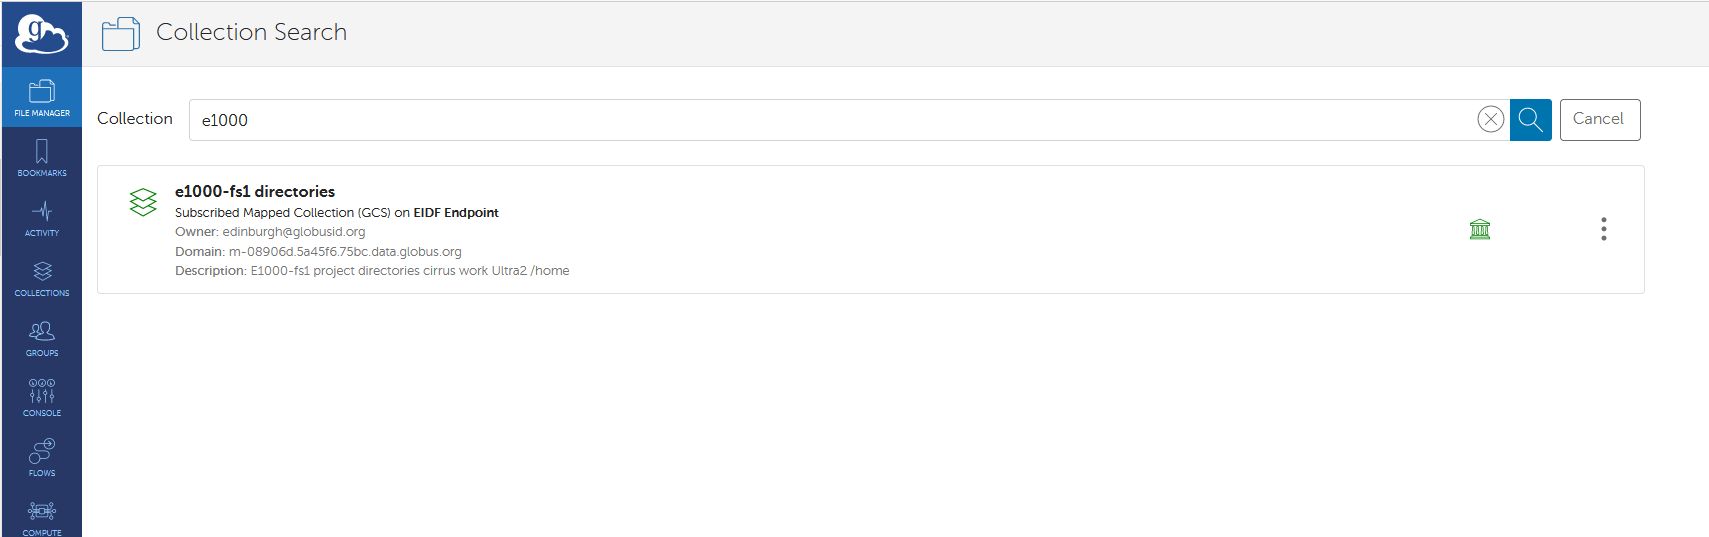 g
Collection Search
FILE MANAGER
BOOKMARKS
ACTIVITY
COLLECTIONS
GROUPS
CONSOLE
FLOWS
COMPUTE
Collection e1000 Cancel
e1000-fs1 directories
Subscribed Mapped Collection (GCS) on EIDF Endpoint
Owner: edinburgh@globusid.org
Domain: m-08906d.5a45f6.75bc.data.globus.org
Description: E1000-fs1 project directories cirrus work Ultra2 /home